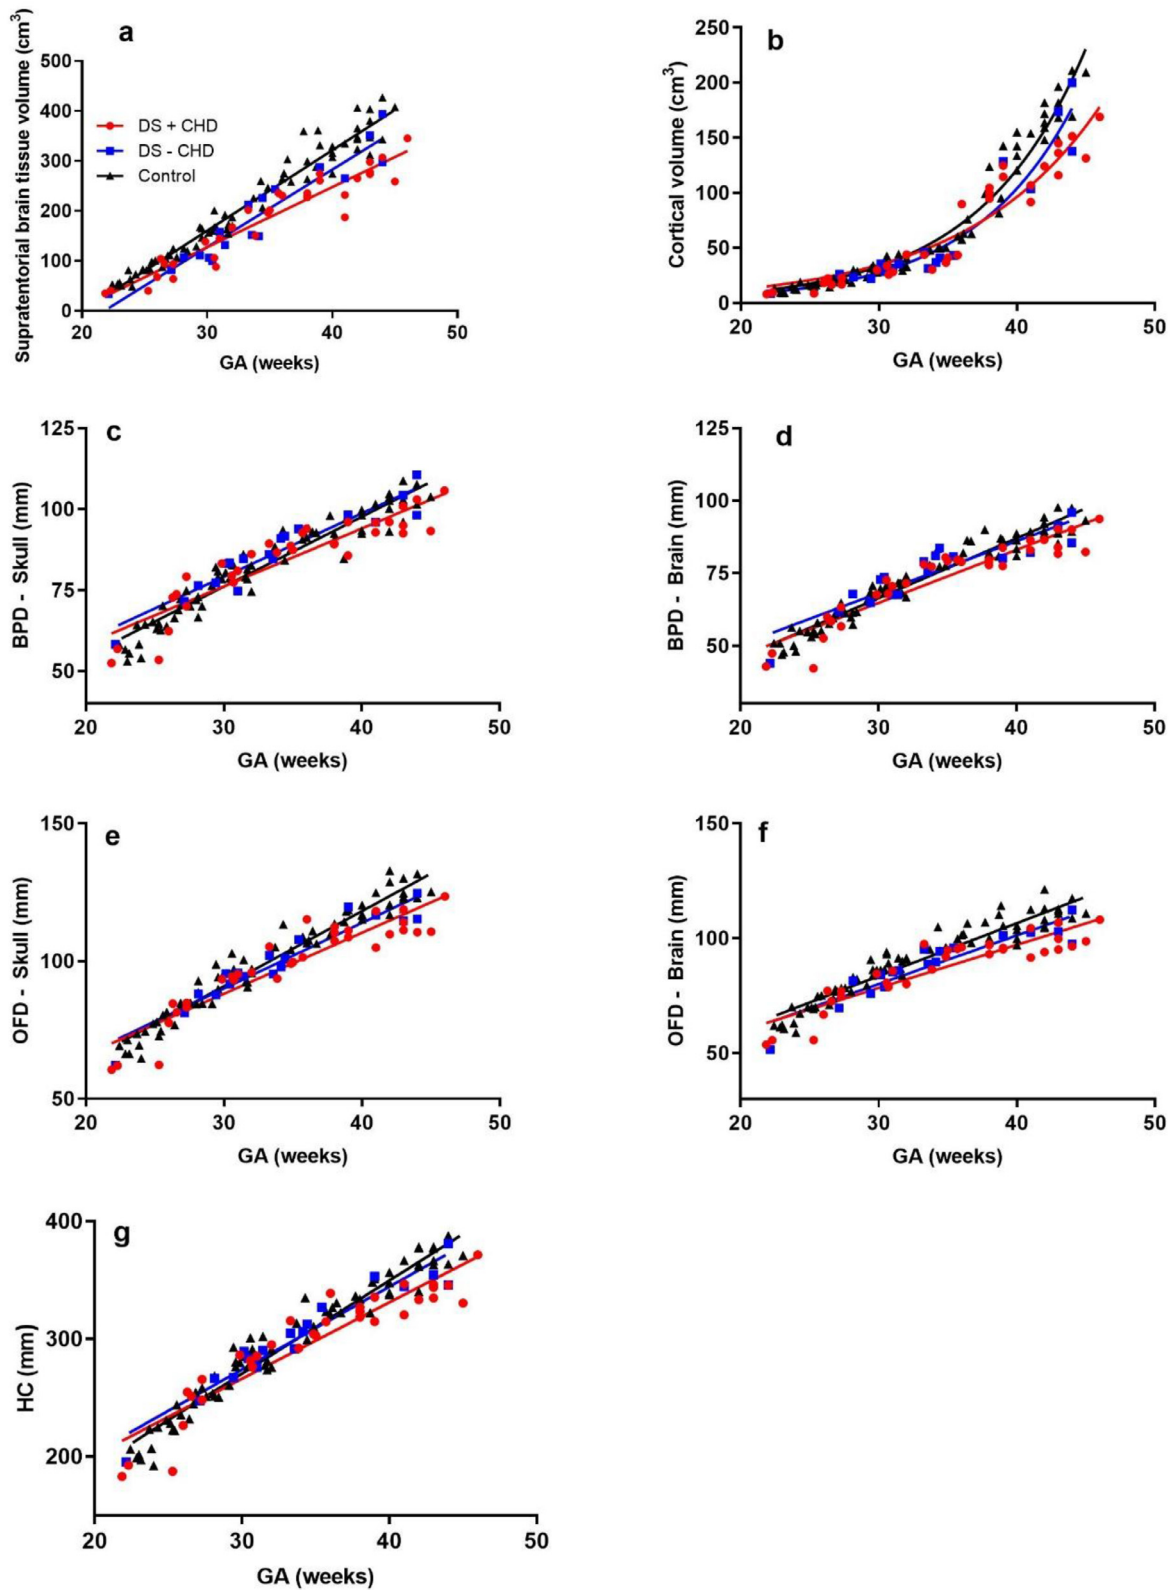 a
Supratentorial brain tissue volume (cm³)
500
400
300
200
100
0
DS + CHD
DS - CHD
Control
20
30
40
50
GA (weeks)
b
Cortical volume (cm³)
250
200
150
100
50
0
20
30
40
50
GA (weeks)
c
BPD - Skull (mm)
125
100
75
50
20
30
40
50
GA (weeks)
d
BPD - Brain (mm)
125
100
75
50
20
30
40
50
GA (weeks)
e
OFD - Skull (mm)
150
100
50
20
30
40
50
GA (weeks)
f
OFD - Brain (mm)
150
100
50
20
30
40
50
GA (weeks)
g
HC (mm)
400
300
200
20
30
40
50
GA (weeks)